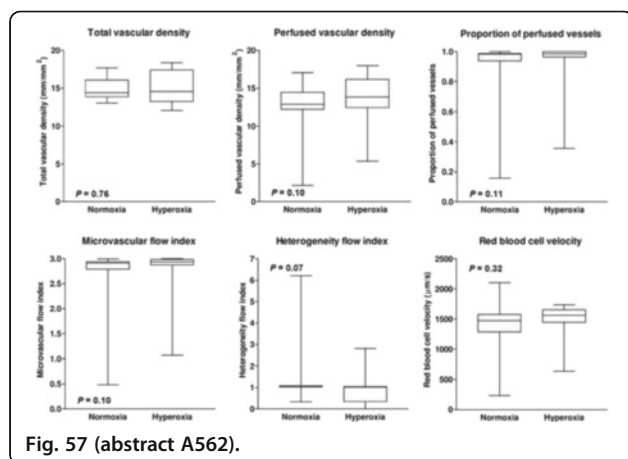 Total vascular density
Total vascular density (mm/mm²)
20
15
10
5
0
P = 0.76
Normoxia Hyperoxia
Perfused vascular density
Perfused vascular density (mm/mm²)
20
15
10
5
0
P = 0.10
Normoxia Hyperoxia
Proportion of perfused vessels
Proportion of perfused vessels
1.0
0.8
0.6
0.4
0.2
0.0
P = 0.11
Normoxia Hyperoxia
Microvascular flow index
Microvascular flow index
3.0
2.5
2.0
1.5
1.0
0.5
0.0
P = 0.10
Normoxia Hyperoxia
Heterogeneity flow index
Heterogeneity flow index
7
6
5
4
3
2
1
0
P = 0.07
Normoxia Hyperoxia
Red blood cell velocity
Red blood cell velocity (µm/s)
2500
2000
1500
1000
500
0
P = 0.32
Normoxia Hyperoxia
Fig. 57 (abstract A562).